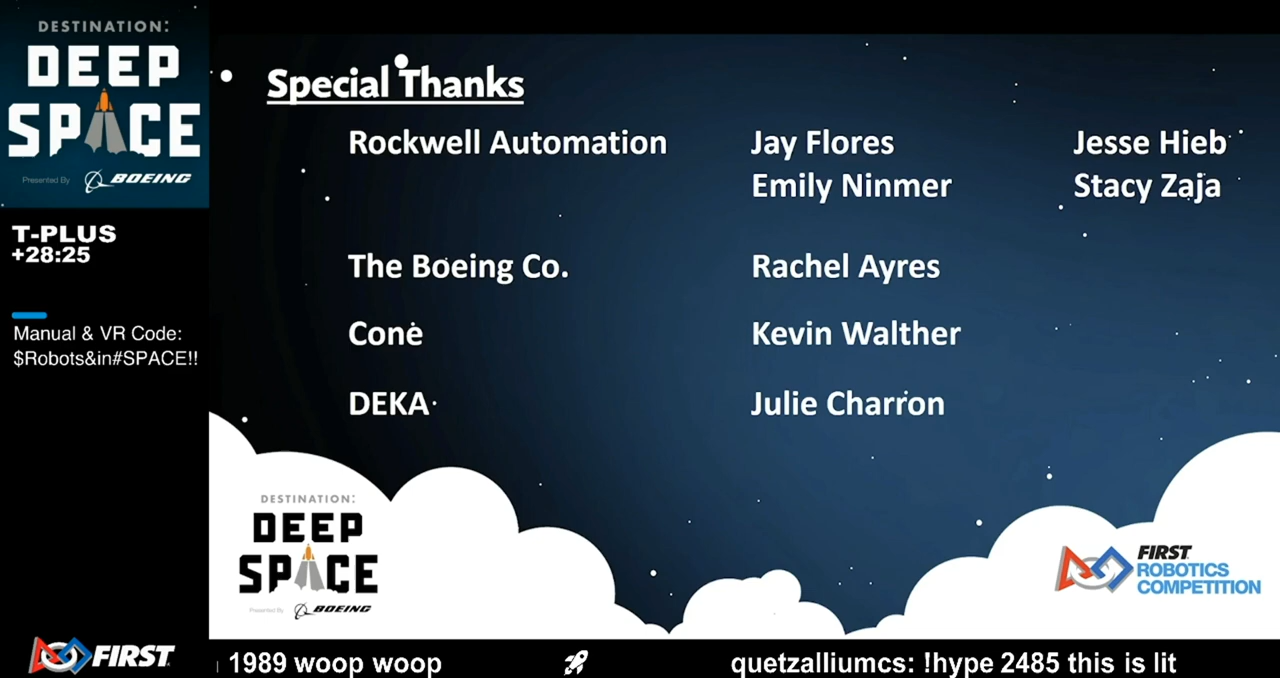 DESTINATION:
DEEP
SPACE
Presented By BOEING
T-PLUS
+28:25
Manual & VR Code:
$Robots&in#SPACE!!
FIRST
Special Thanks
Rockwell Automation Jay Flores Jesse Hieb
Emily Ninmer Stacy Zaja
The Boeing Co. Rachel Ayres
Cone Kevin Walther
DEKA Julie Charron
DESTINATION:
DEEP
SPACE
Presented By BOEING
FIRST
ROBOTICS
COMPETITION
1989 woop woop quetzalliumcs: !hype 2485 this is lit